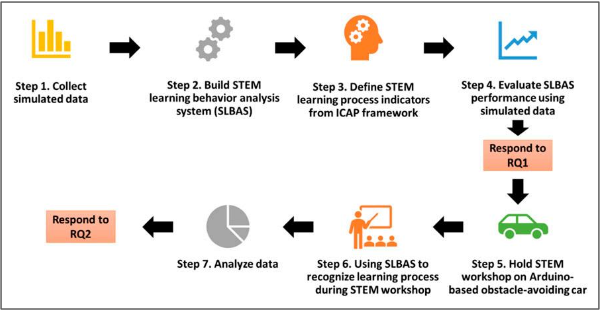 Step 1. Collect
simulated data
Step 2. Build STEM
learning behavior analysis
system (SLBAS)
Step 3. Define STEM
learning process indicators
from ICAP framework
Step 4. Evaluate SLBAS
performance using
simulated data
Respond to
RQ1
Step 5. Hold STEM
workshop on Arduino-
based obstacle-avoiding car
Step 6. Using SLBAS to
recognize learning process
during STEM workshop
Step 7. Analyze data
Respond to
RQ2